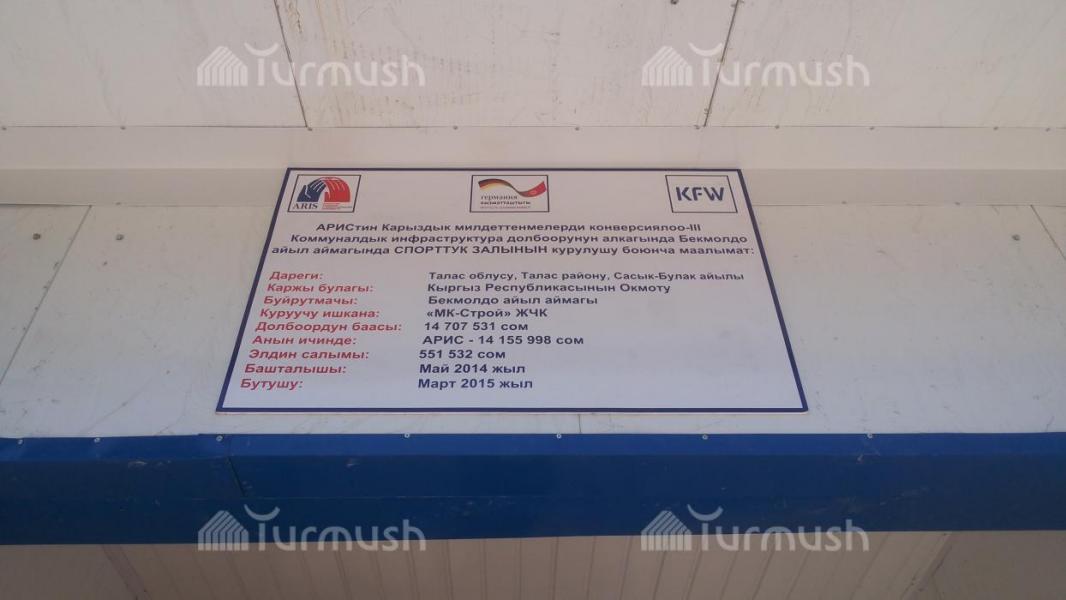 Turmush Turmush
ARIS
германия
кызматташтыгы
KFW
АРИСтин Карыздык милдеттенмелерди конверсиялоо-III
Коммуналдык инфраструктура долбоорунун алкагында Бекмолдо
айыл аймагында СПОРТТУК ЗАЛЫНЫН курулушу боюнча маалымат:
Дареги: Талас облусу, Талас району, Сасык-Булак айылы
Каржы булагы: Кыргыз Республикасынын Окмоту
Буйрутмачы: Бекмолдо айыл аймагы
Куруучу ишкана: «МК-Строй» ЖЧК
Долбоордун баасы: 14 707 531 сом
Анын ичинде: АРИС - 14 155 998 сом
Элдин салымы: 551 532 сом
Башталышы: Май 2014 жыл
Бутушу: Март 2015 жыл
Turmush Turmush